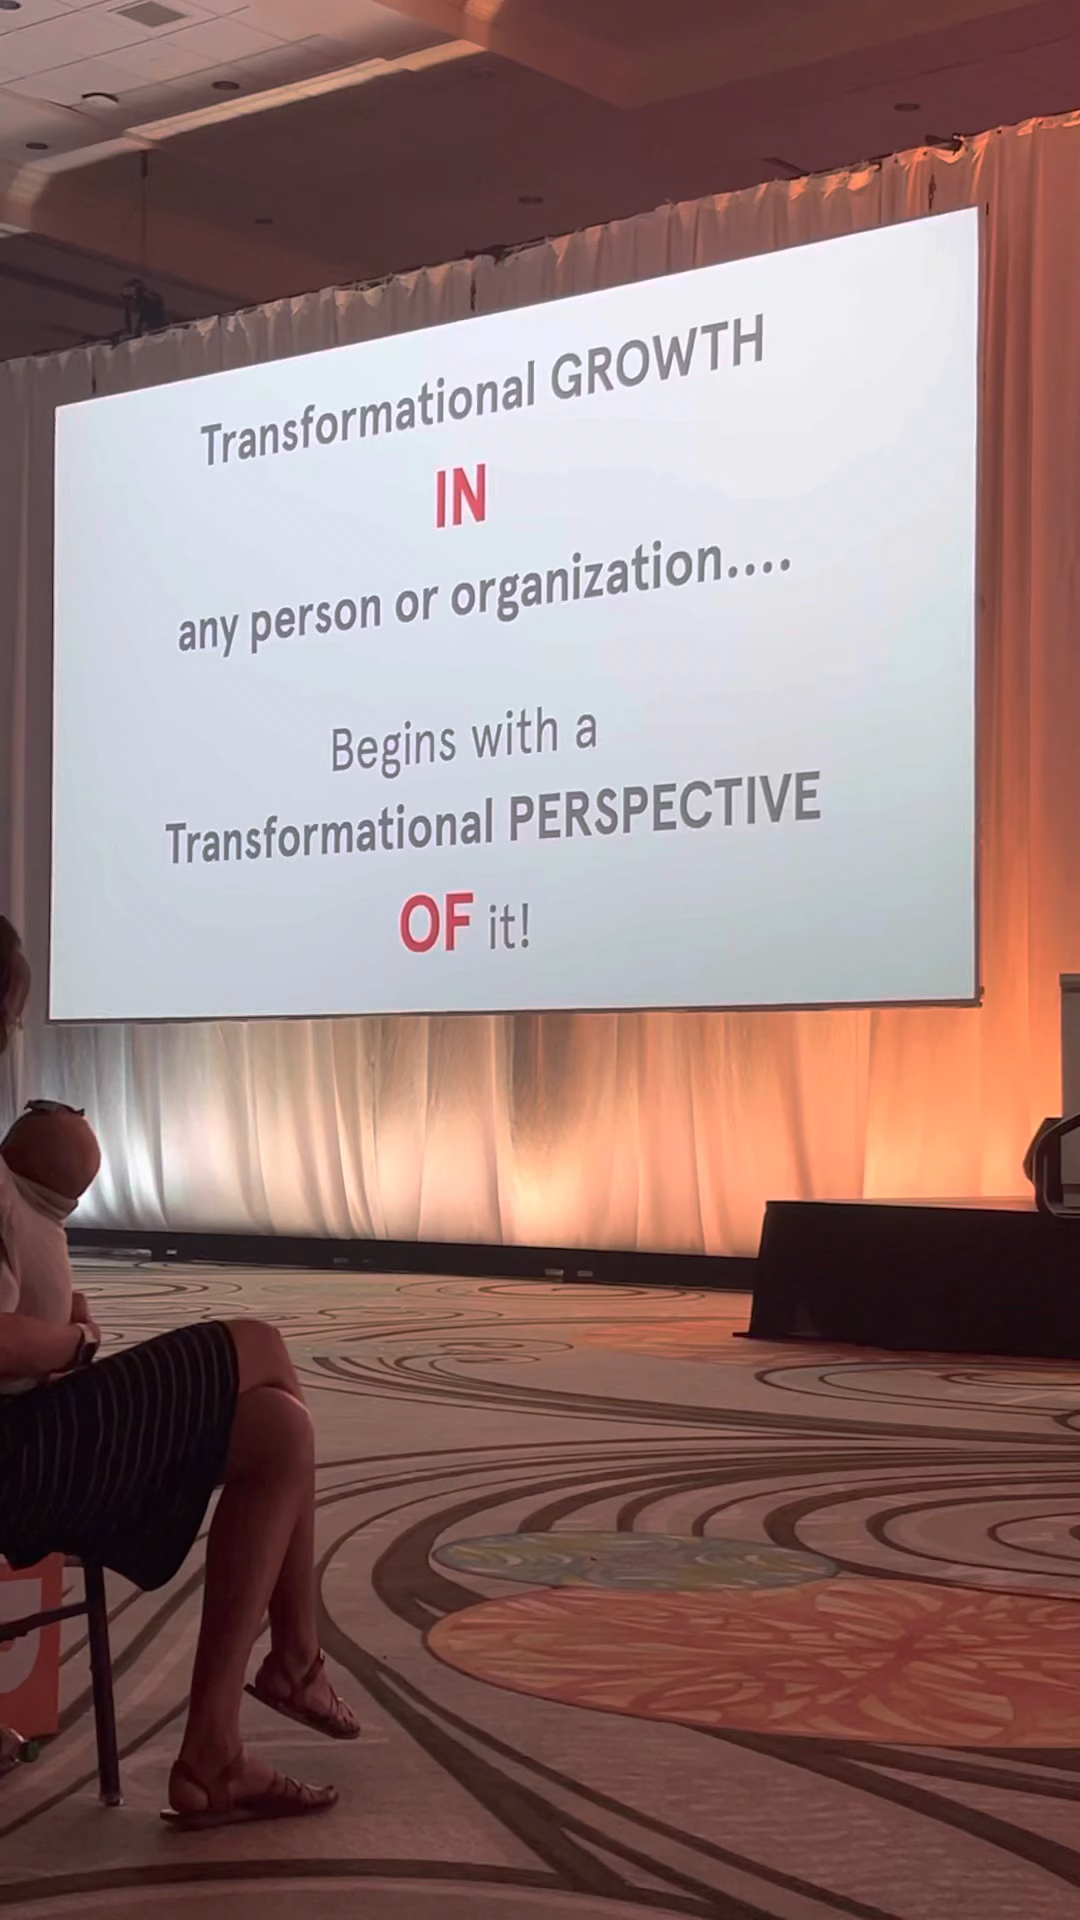 Transformational GROWTH
IN
any person or organization....
Begins with a
Transformational PERSPECTIVE
OF it!